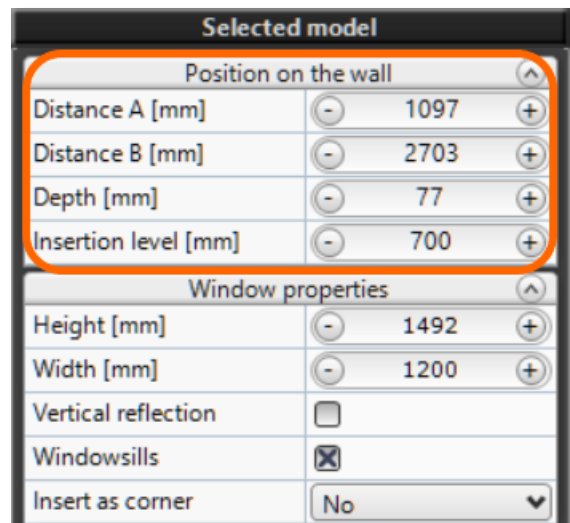 Selected model
Position on the wall
Distance A [mm] - 1097 +
Distance B [mm] - 2703 +
Depth [mm] - 77 +
Insertion level [mm] - 700 +
Window properties
Height [mm] - 1492 +
Width [mm] - 1200 +
Vertical reflection
Windowsills
Insert as corner No